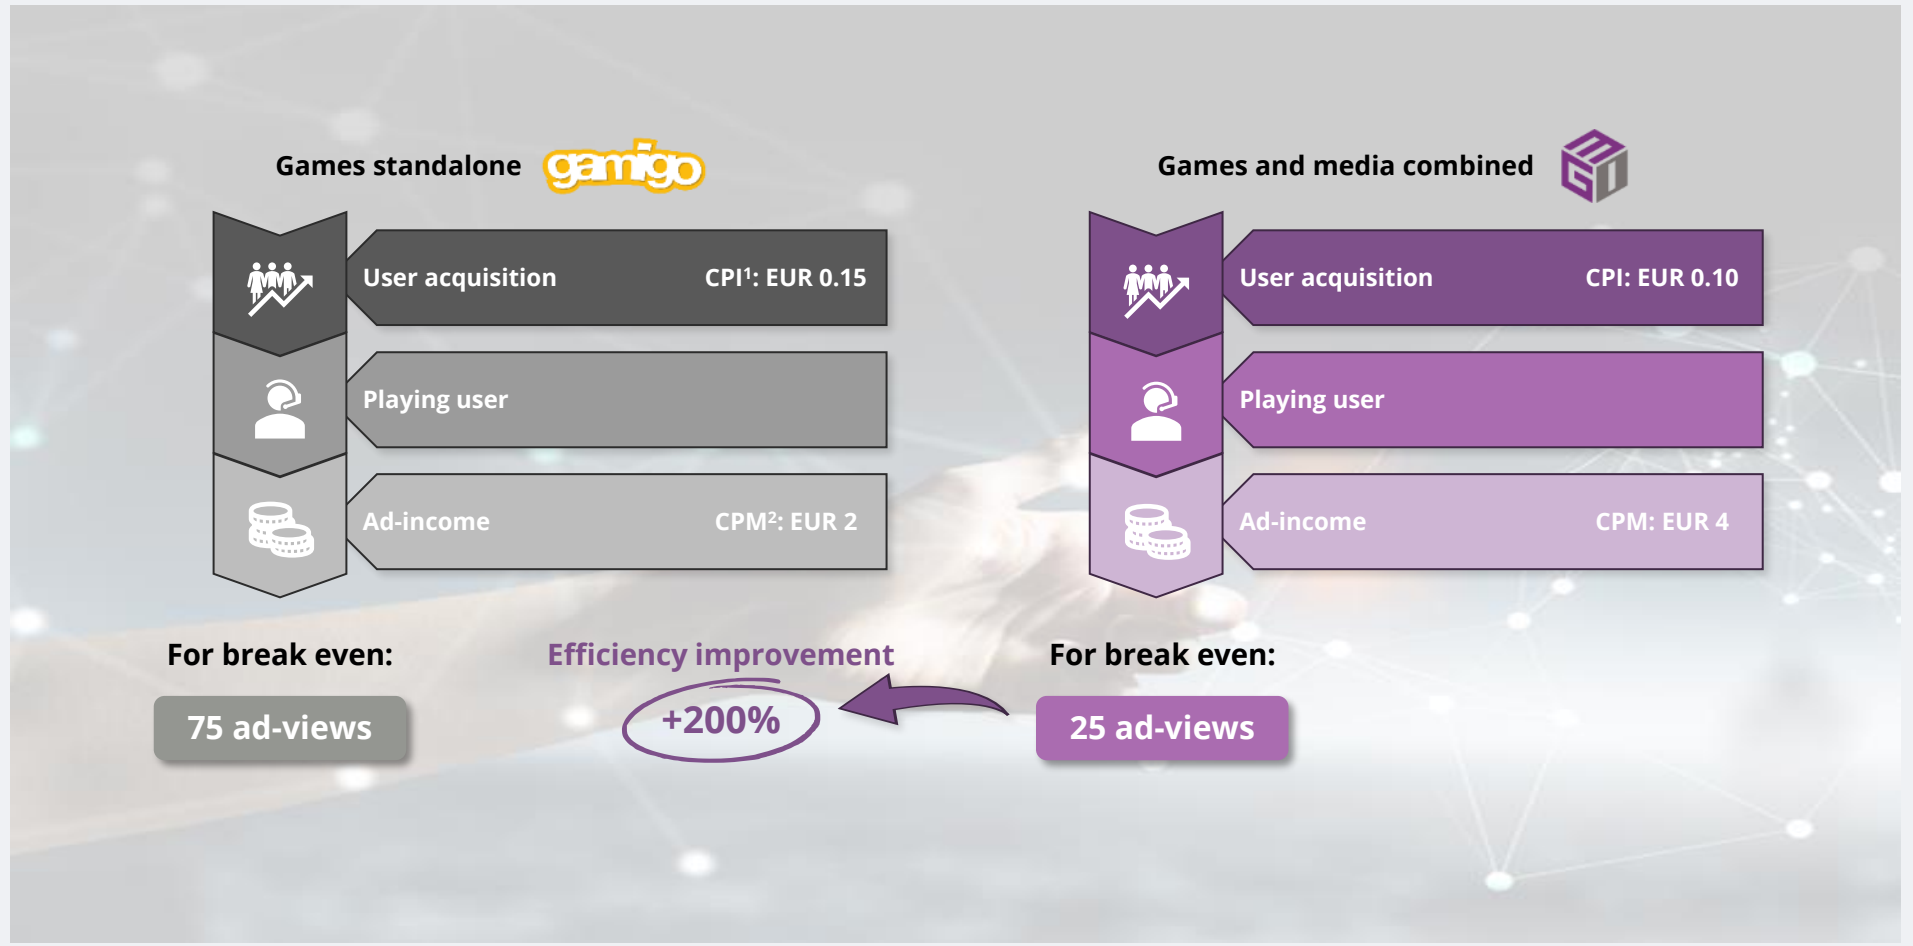 Games standalone gamigo
User acquisition CPI¹: EUR 0.15
Playing user
Ad-income CPM²: EUR 2
For break even:
75 ad-views
Efficiency improvement
+200%
Games and media combined MGI
User acquisition CPI: EUR 0.10
Playing user
Ad-income CPM: EUR 4
For break even:
25 ad-views